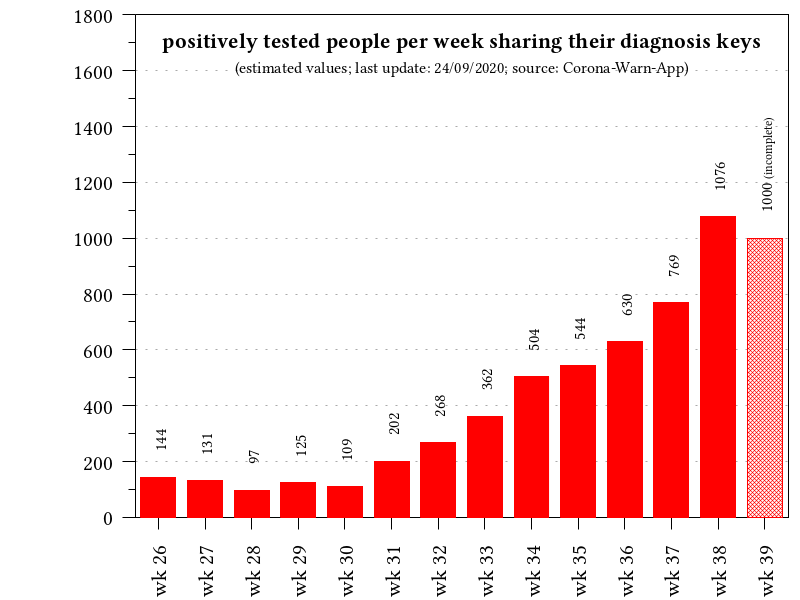 positively tested people per week sharing their diagnosis keys
(estimated values; last update: 24/09/2020; source: Corona-Warn-App)
1800
1600
1400
1200
1000
800
600
400
200
0
144
131
97
125
109
202
268
362
504
544
630
769
1076
1000 (incomplete)
wk 26
wk 27
wk 28
wk 29
wk 30
wk 31
wk 32
wk 33
wk 34
wk 35
wk 36
wk 37
wk 38
wk 39